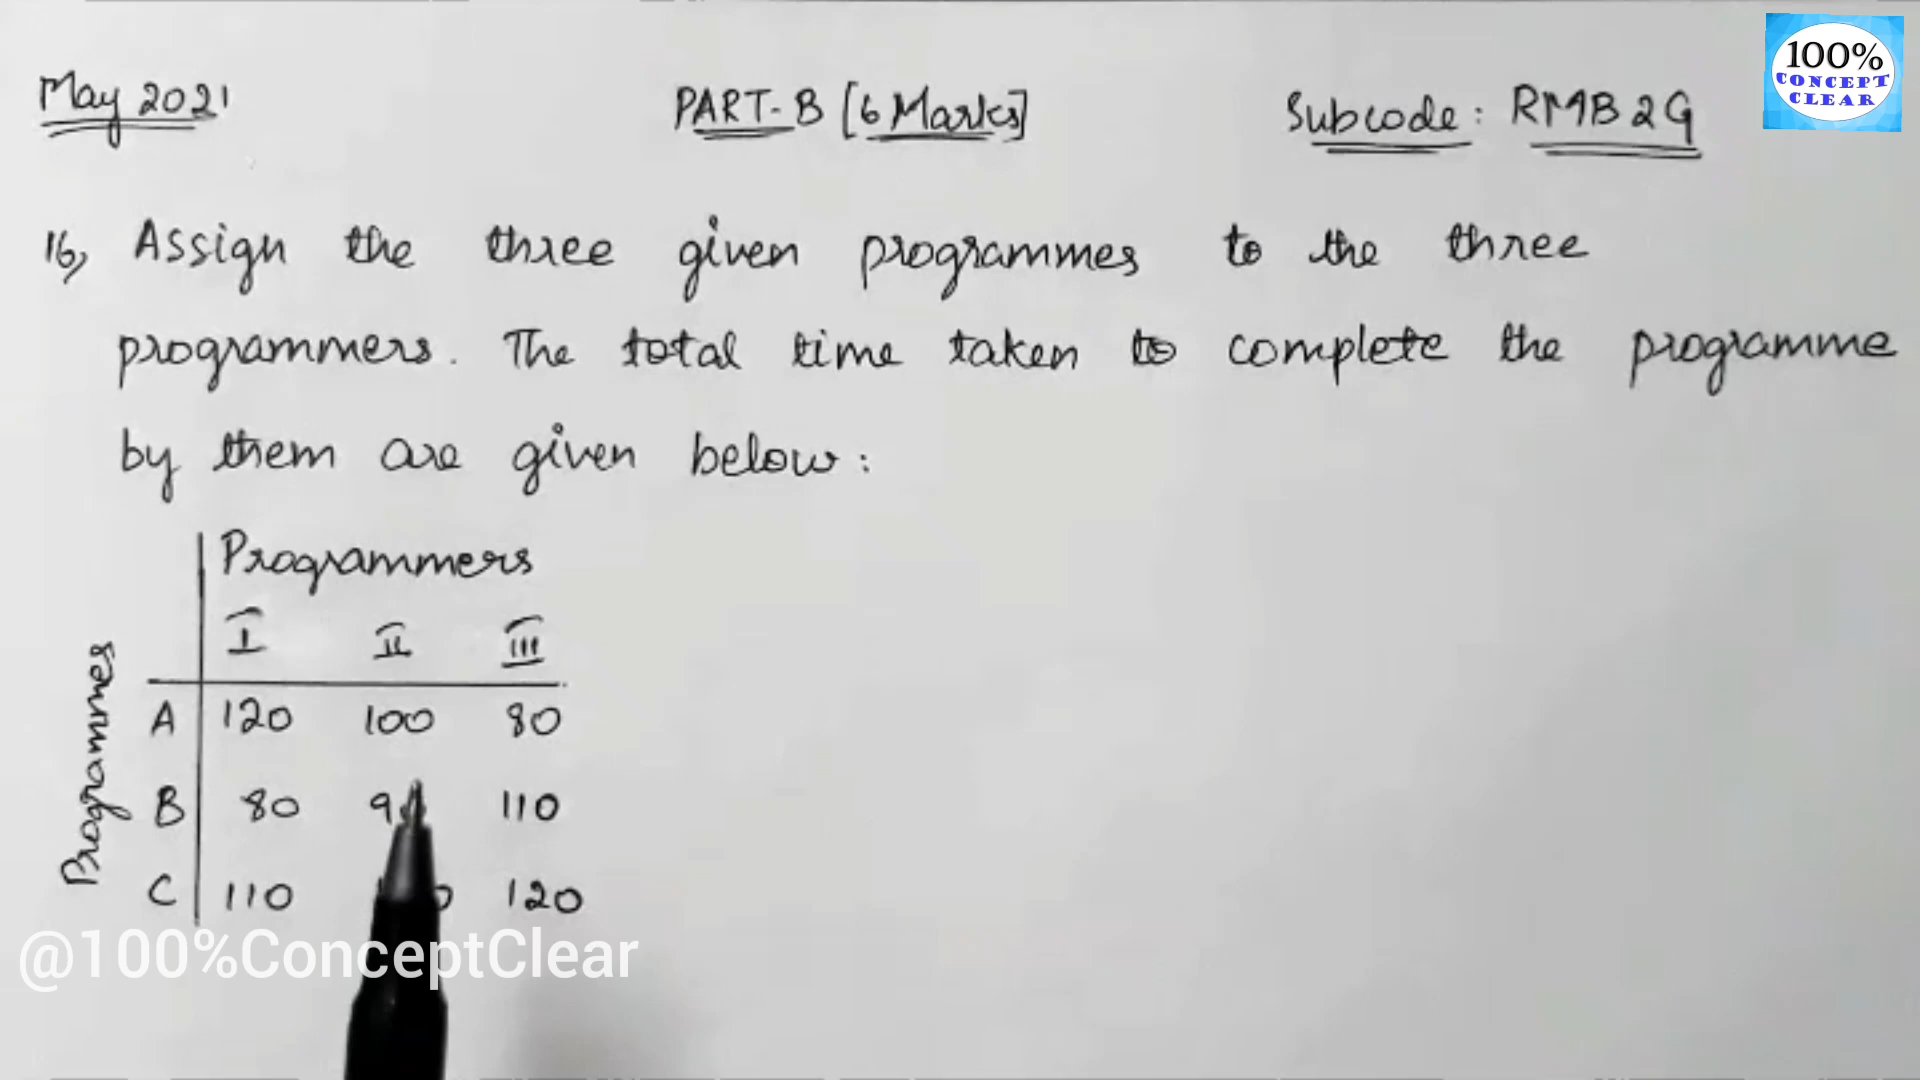 100%
CONCEPT
CLEAR
May 2021
PART-B [6 Marks]
Subcode: RMB2G
16, Assign the three given programmes to the three
programmers. The total time taken to complete the programme
by them are given below:
Programmers
I II III
Programmes
A 120 100 80
B 80 110
C 110 120
@100%ConceptClear